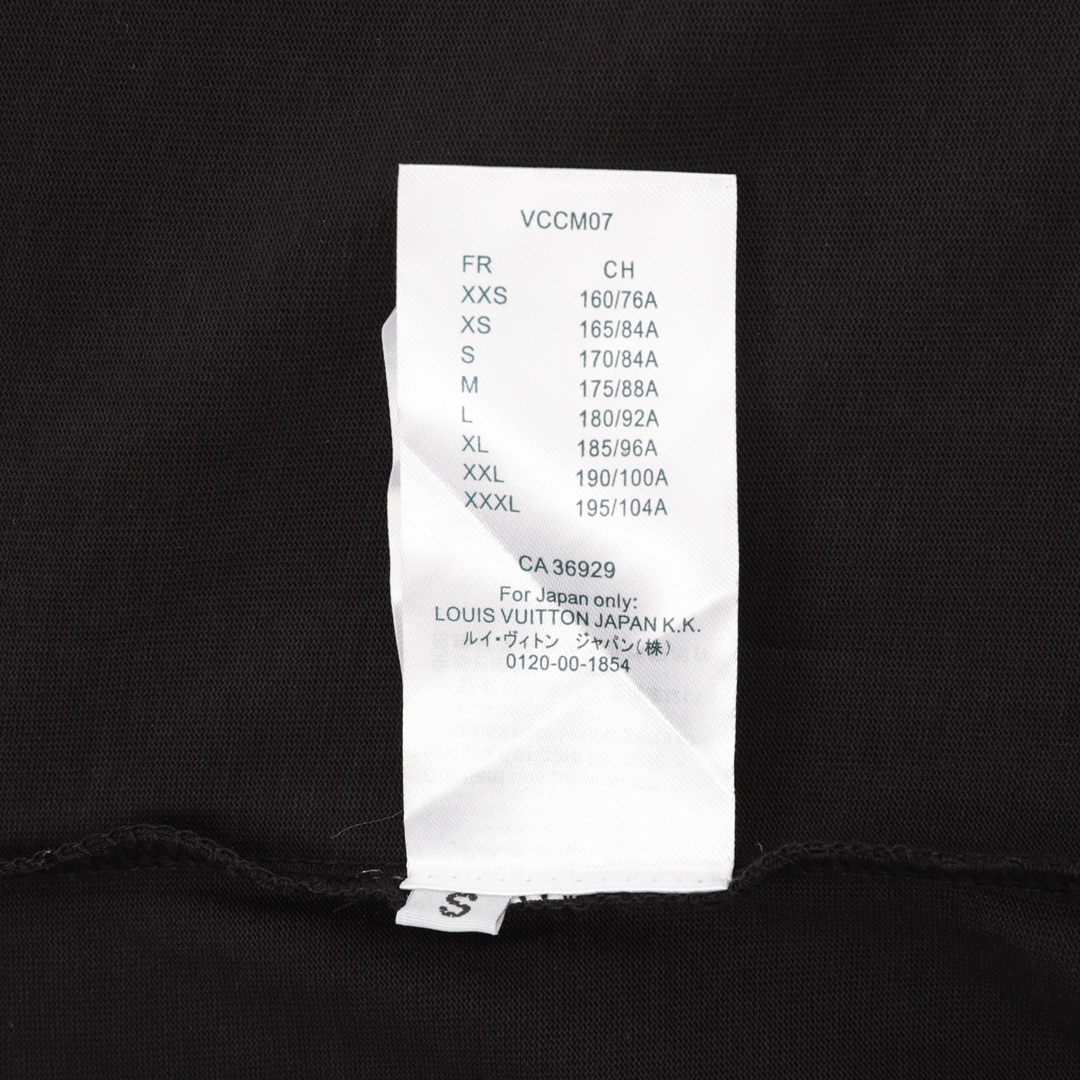 VCCM07
FR CH
XXS 160/76A
XS 165/84A
S 170/84A
M 175/88A
L 180/92A
XL 185/96A
XXL 190/100A
XXXL 195/104A
CA 36929
For Japan only:
LOUIS VUITTON JAPAN K.K.
ルイ・ヴィトン ジャパン(株)
0120-00-1854
S